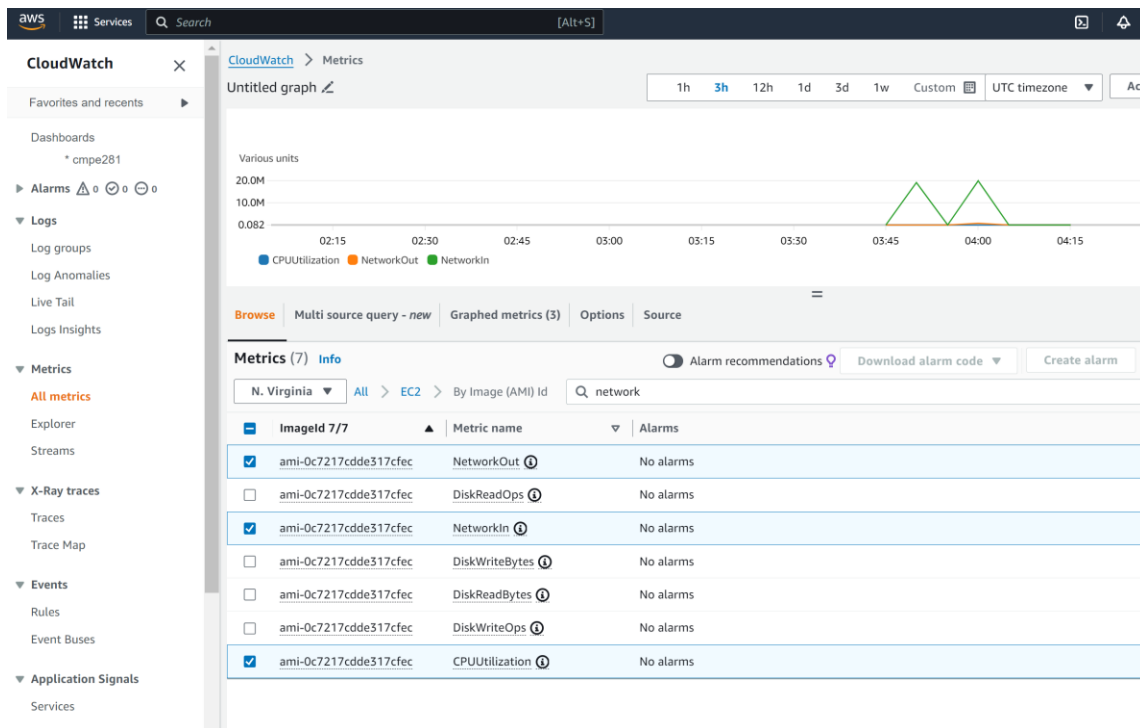 aws Services Search [Alt+S]
CloudWatch
Favorites and recents
Dashboards
* cmpe281
Alarms 0 0 0
Logs
Log groups
Log Anomalies
Live Tail
Logs Insights
Metrics
All metrics
Explorer
Streams
X-Ray traces
Traces
Trace Map
Events
Rules
Event Buses
Application Signals
Services
CloudWatch > Metrics
Untitled graph
1h 3h 12h 1d 3d 1w Custom UTC timezone
Various units
20.0M
10.0M
0.082
02:15 02:30 02:45 03:00 03:15 03:30 03:45 04:00 04:15
CPUUtilization NetworkOut NetworkIn
Browse Multi source query - new Graphed metrics (3) Options Source
Metrics (7) Info Alarm recommendations Download alarm code Create alarm
N. Virginia All > EC2 > By Image (AMI) Id network
ImageId 7/7 Metric name Alarms
ami-0c7217cdde317cfec NetworkOut No alarms
ami-0c7217cdde317cfec DiskReadOps No alarms
ami-0c7217cdde317cfec NetworkIn No alarms
ami-0c7217cdde317cfec DiskWriteBytes No alarms
ami-0c7217cdde317cfec DiskReadBytes No alarms
ami-0c7217cdde317cfec DiskWriteOps No alarms
ami-0c7217cdde317cfec CPUUtilization No alarms